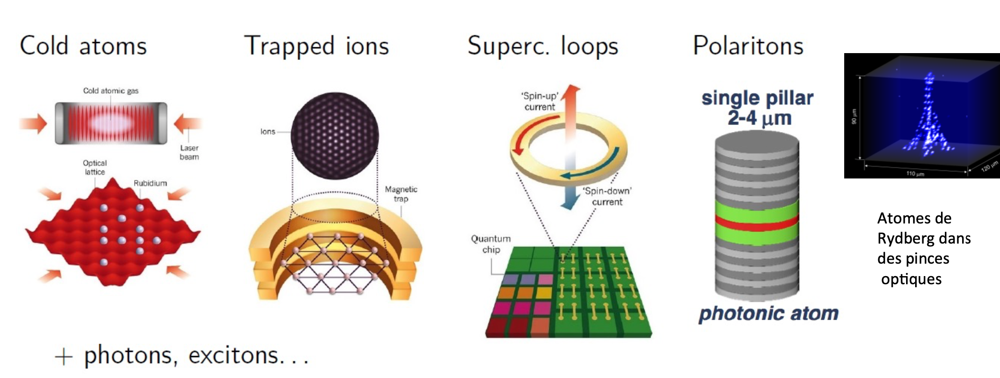 Cold atoms
Cold atomic gas
Laser
beam
Optical
lattice
Rubidium
Trapped ions
Ions
Magnetic
trap
Superc. loops
‘Spin-up’
current
‘Spin-down’
current
Quantum
chip
Polaritons
single pillar
2-4 μm
photonic atom
90 μm
110 μm
120 μm
Atomes de
Rydberg dans
des pinces
optiques
+ photons, excitons...